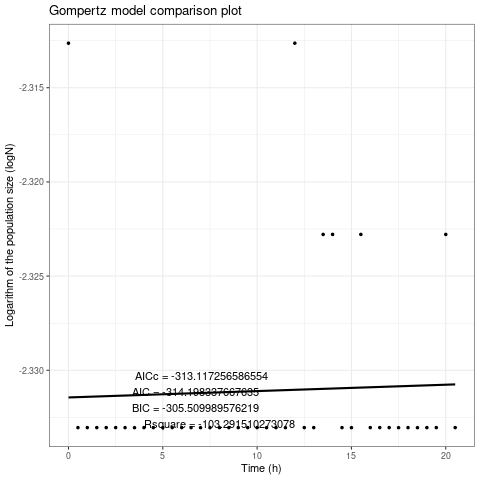 Gompertz model comparison plot
Logarithm of the population size (logN)
-2.315
-2.320
-2.325
-2.330
AICc = -313.117256586554
AIC = -314.198337667635
BIC = -305.509989576219
Rsquare = -103.291510273078
0 5 10 15 20
Time (h)